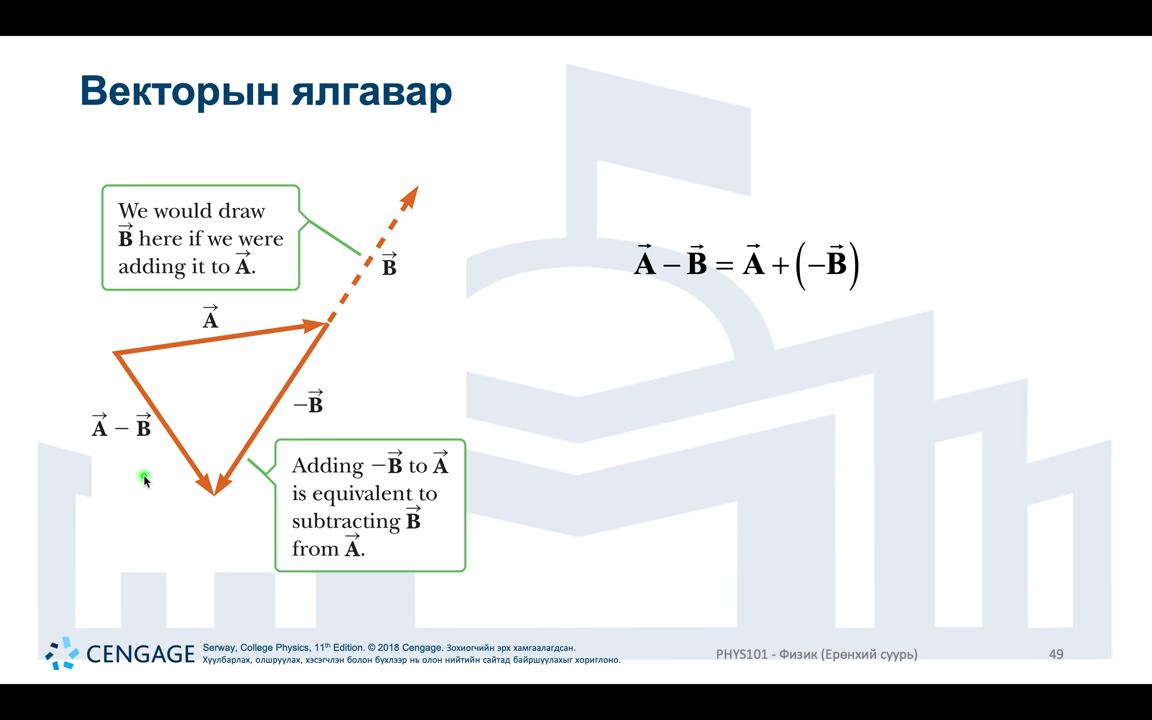 Векторын ялгавар
We would draw
B⃗ here if we were
adding it to A⃗.
B⃗
A⃗
A⃗ − B⃗ = A⃗ + (−B⃗)
−B⃗
A⃗ − B⃗
Adding −B⃗ to A⃗
is equivalent to
subtracting B⃗
from A⃗.
CENGAGE
Serway, College Physics, 11th Edition. © 2018 Cengage. Зохиогчийн эрх хамгаалагдсан.
Хуулбарлах, олшруулах, хэсэгчлэн болон бүхлээр нь олон нийтийн сайтад байршуулахыг хориглоно.
PHYS101 - Физик (Ерөнхий суурь)
49